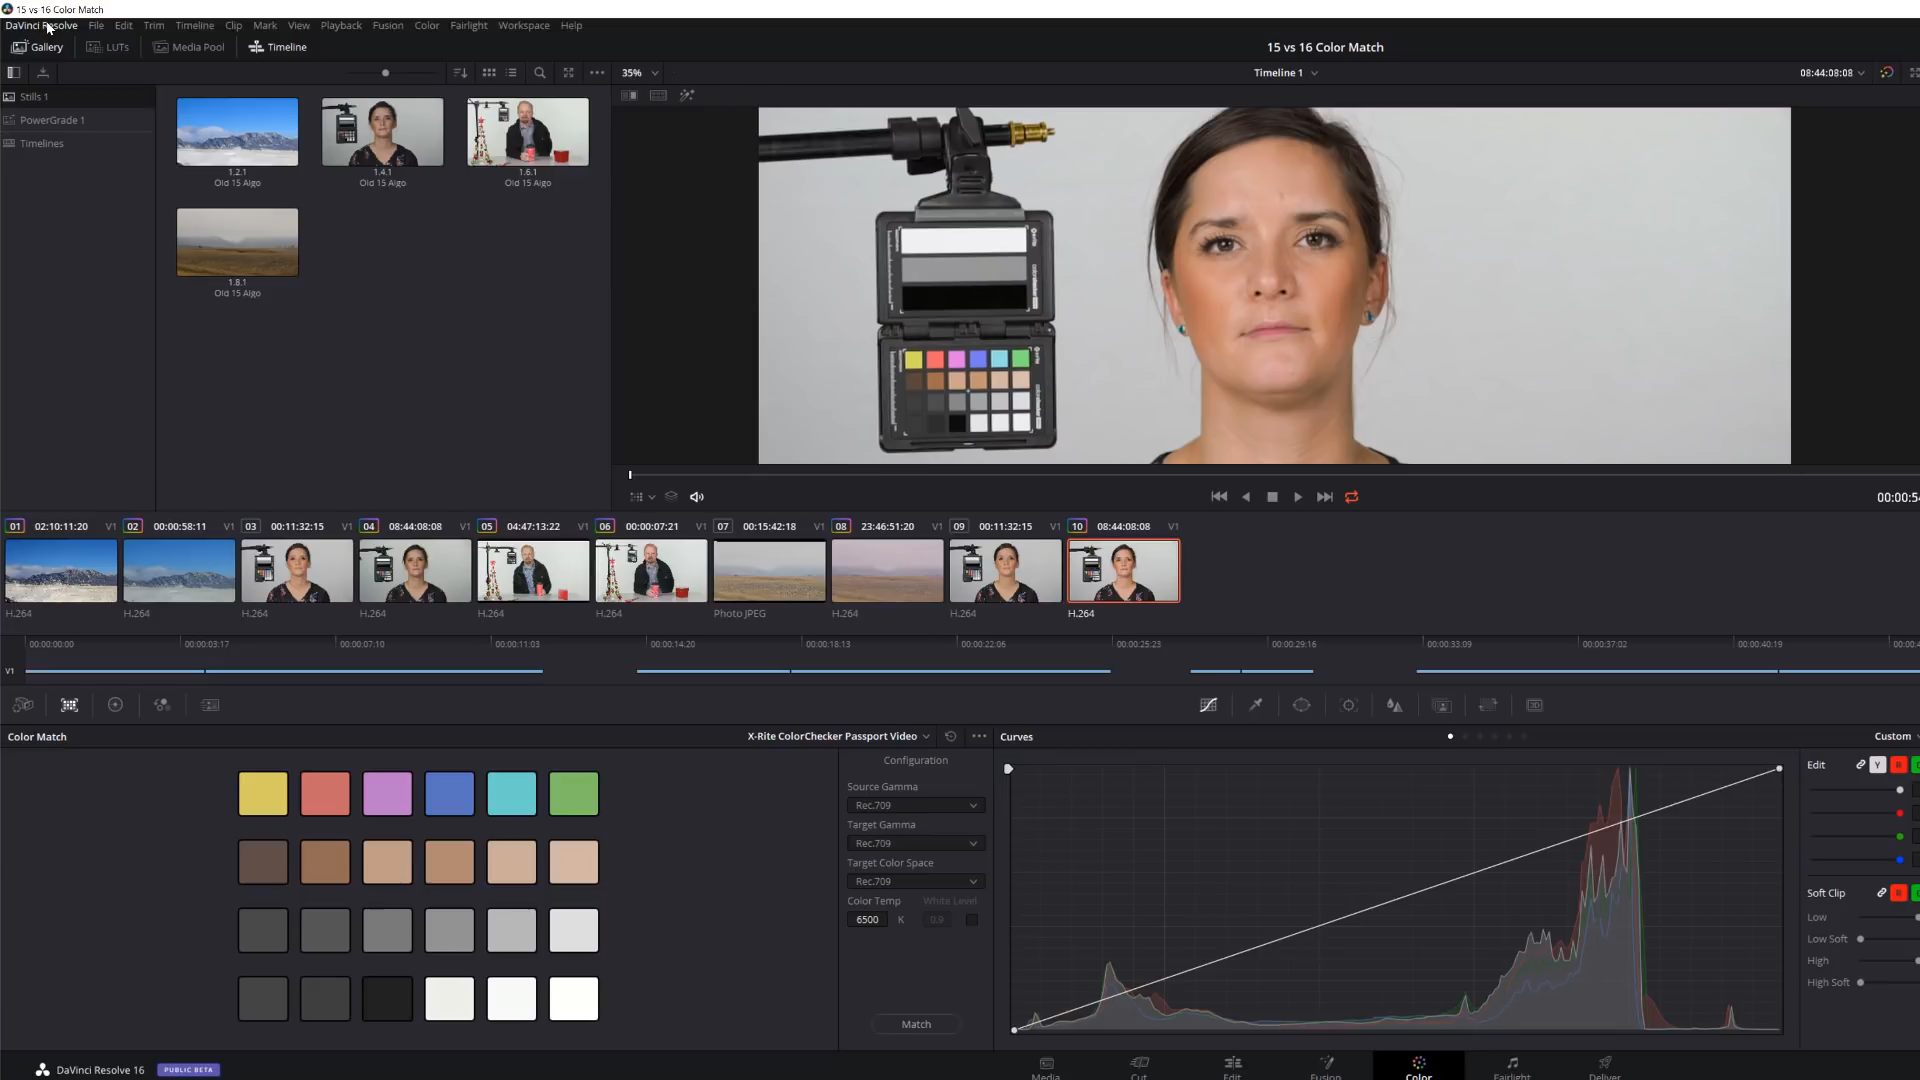 15 vs 16 Color Match
DaVinci Resolve File Edit Trim Timeline Clip Mark View Playback Fusion Color Fairlight Workspace Help
Gallery LUTs Media Pool Timeline 15 vs 16 Color Match
35% Timeline 1 08:44:08:08
Stills 1
PowerGrade 1
Timelines
1.2.1 1.4.1 1.6.1
Old 15 Algo Old 15 Algo Old 15 Algo
1.8.1
Old 15 Algo
00:00:54
01 02:10:11:20 V1 02 00:00:58:11 V1 03 00:11:32:15 V1 04 08:44:08:08 V1 05 04:47:13:22 V1 06 00:00:07:21 V1 07 00:15:42:18 V1 08 23:46:51:20 V1 09 00:11:32:15 V1 10 08:44:08:08 V1
H.264 H.264 H.264 H.264 H.264 H.264 Photo JPEG H.264 H.264 H.264
00:00:00:00 00:00:03:17 00:00:07:10 00:00:11:03 00:00:14:20 00:00:18:13 00:00:22:06 00:00:25:23 00:00:29:16 00:00:33:09 00:00:37:02 00:00:40:19
V1
Color Match X-Rite ColorChecker Passport Video Curves Custom
Configuration
Source Gamma
Rec.709
Target Gamma
Rec.709
Target Color Space
Rec.709
Color Temp White Level
6500 K 0.9
Match
Edit Y R
Soft Clip R
Low
Low Soft
High
High Soft
DaVinci Resolve 16 PUBLIC BETA Media Cut Edit Fusion Color Fairlight Deliver